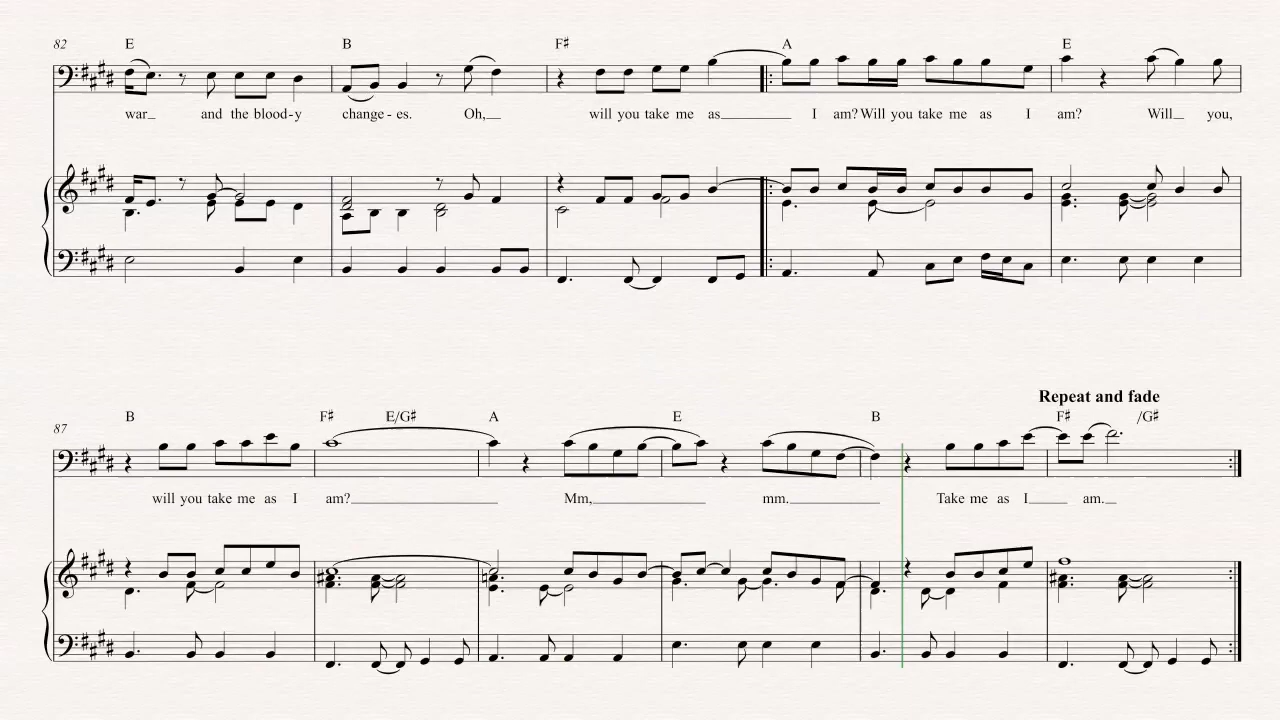 82 E B F♯ A E
war_ and the blood-y change - es. Oh,_ will you take me as_ I am? Will you take me as I am? Will_ you,
Repeat and fade
87 B F♯ E/G♯ A E B F♯ /G♯
will you take me as I am?_ Mm,_ mm._ Take me as I_ am._